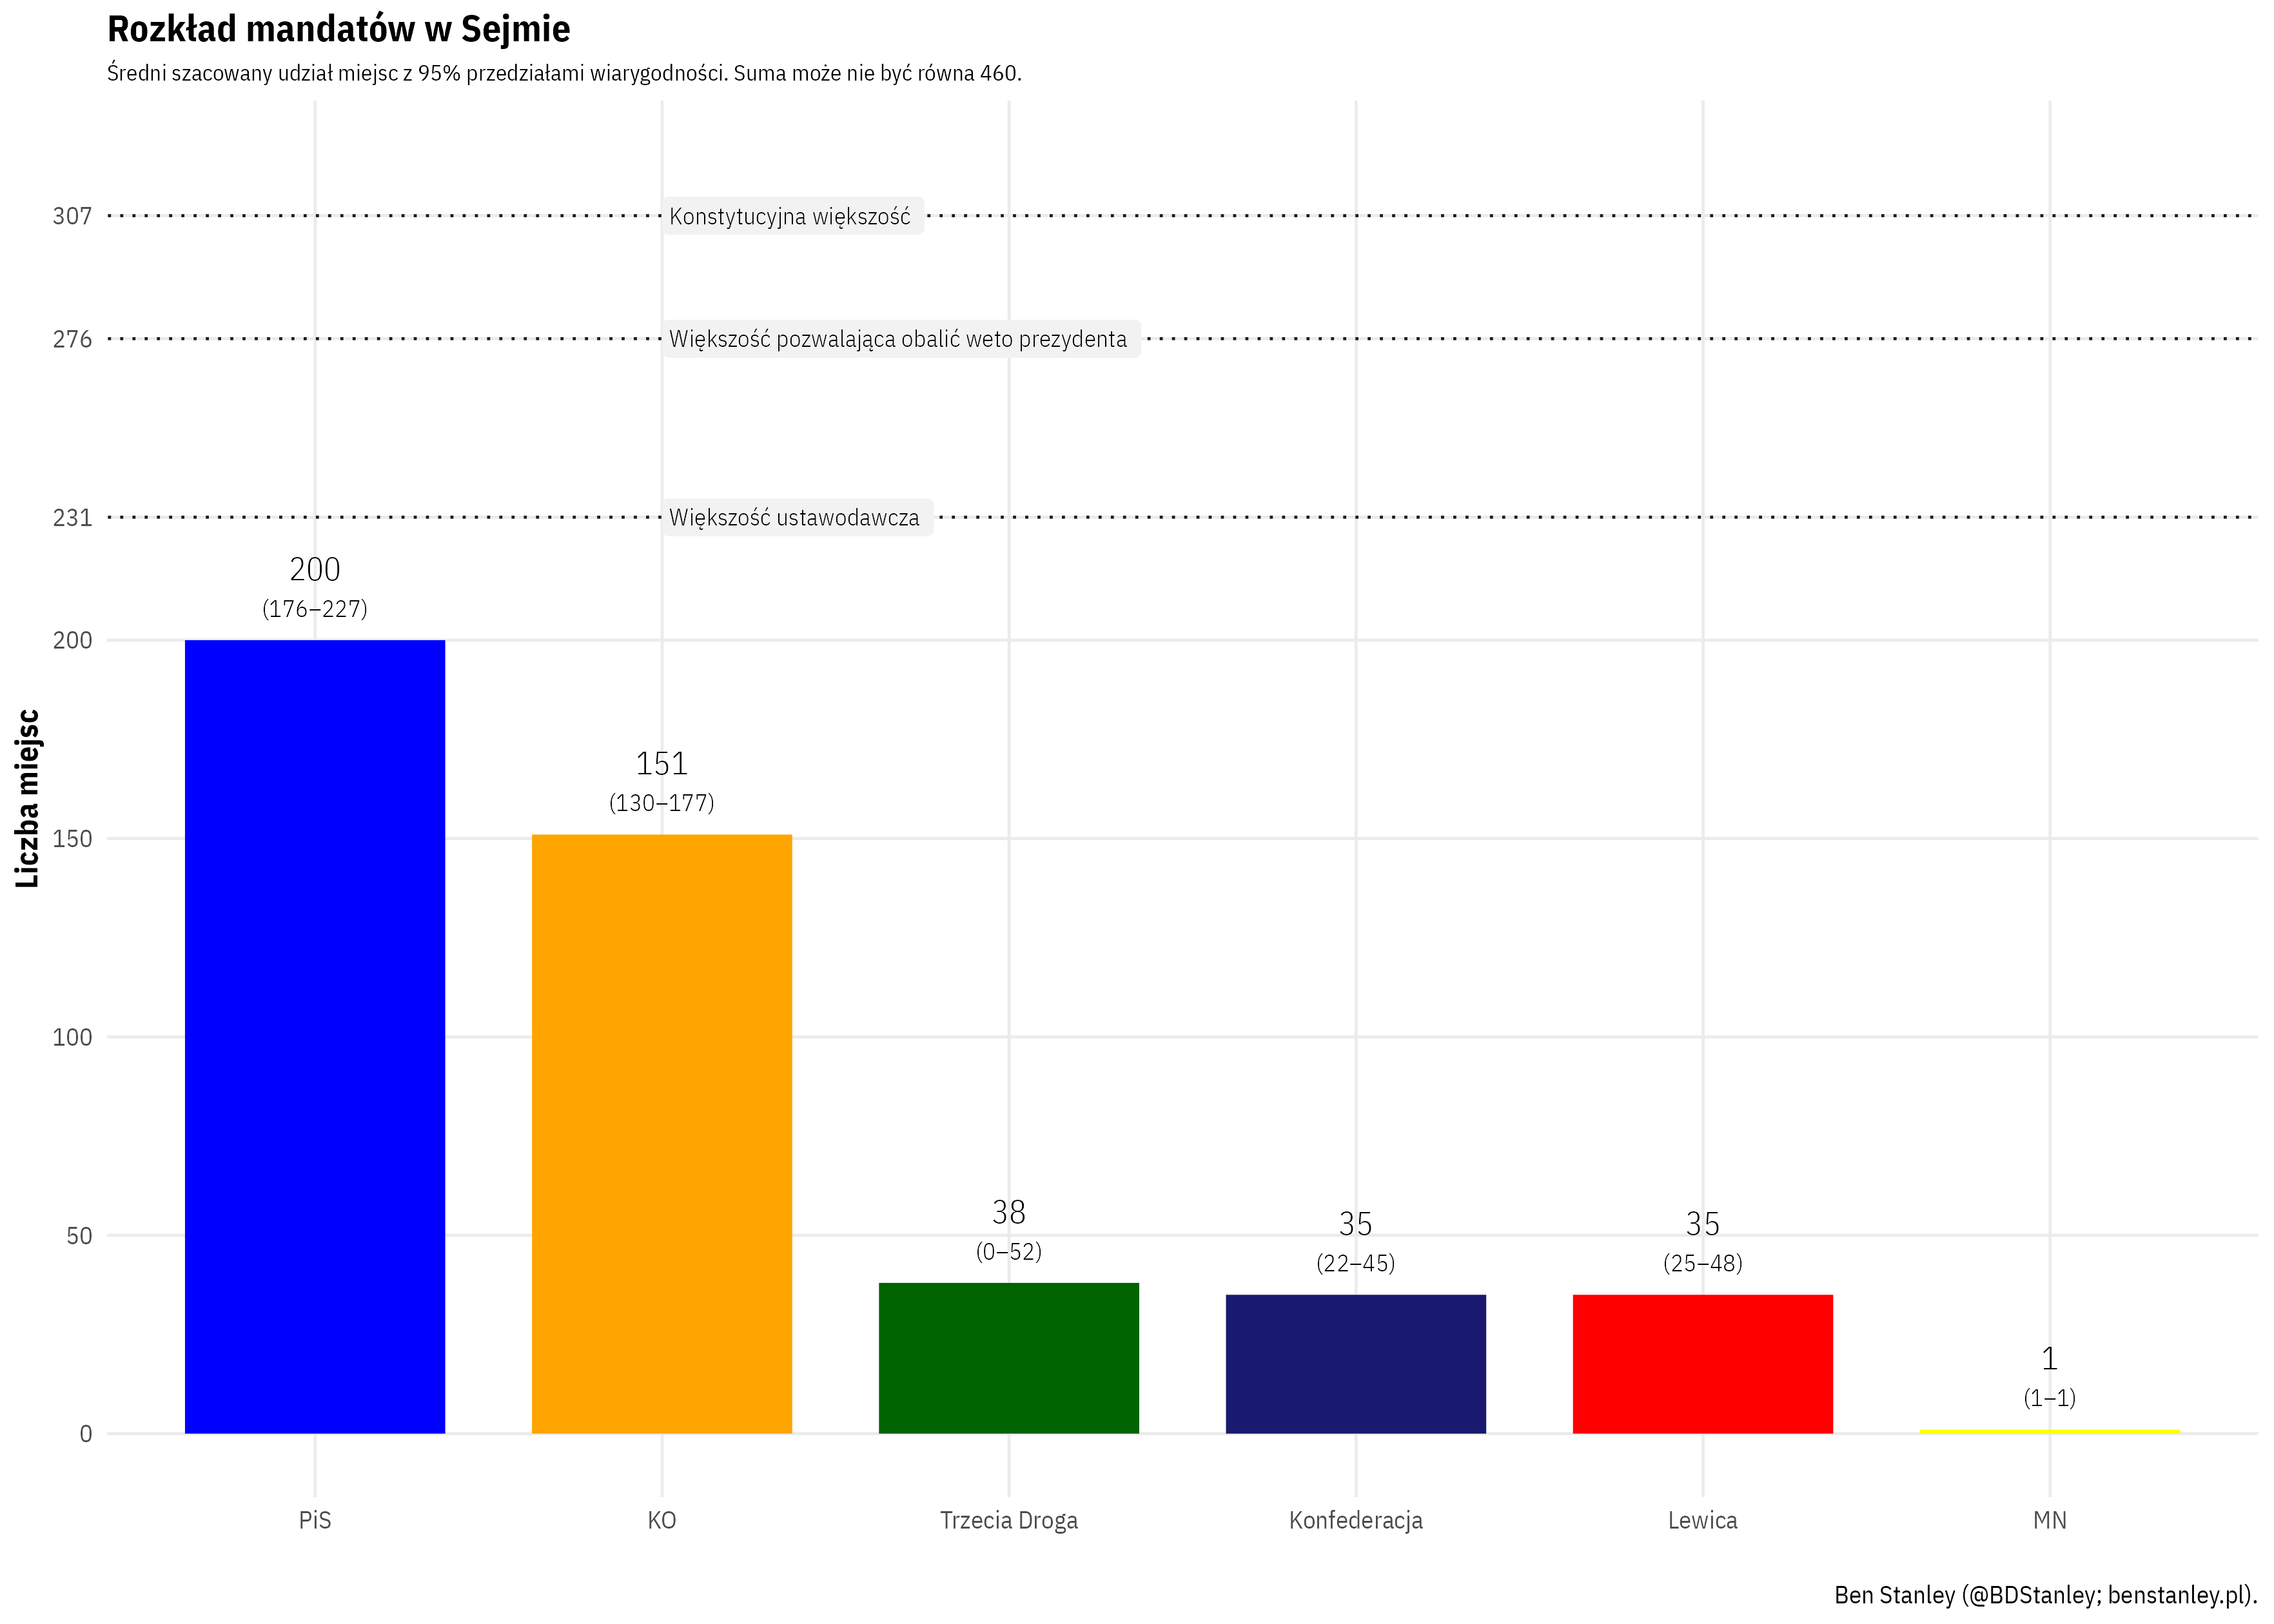 Rozkład mandatów w Sejmie
Średni szacowany udział miejsc z 95% przedziałami wiarygodności. Suma może nie być równa 460.
Liczba miejsc
307
Konstytucyjna większość
276
Większość pozwalająca obalić weto prezydenta
231
Większość ustawodawcza
200
(176–227)
200
151
(130–177)
150
100
38
(0–52)
35
(22–45)
35
(25–48)
50
1
(1–1)
0
PiS
KO
Trzecia Droga
Konfederacja
Lewica
MN
Ben Stanley (@BDStanley; benstanley.pl).